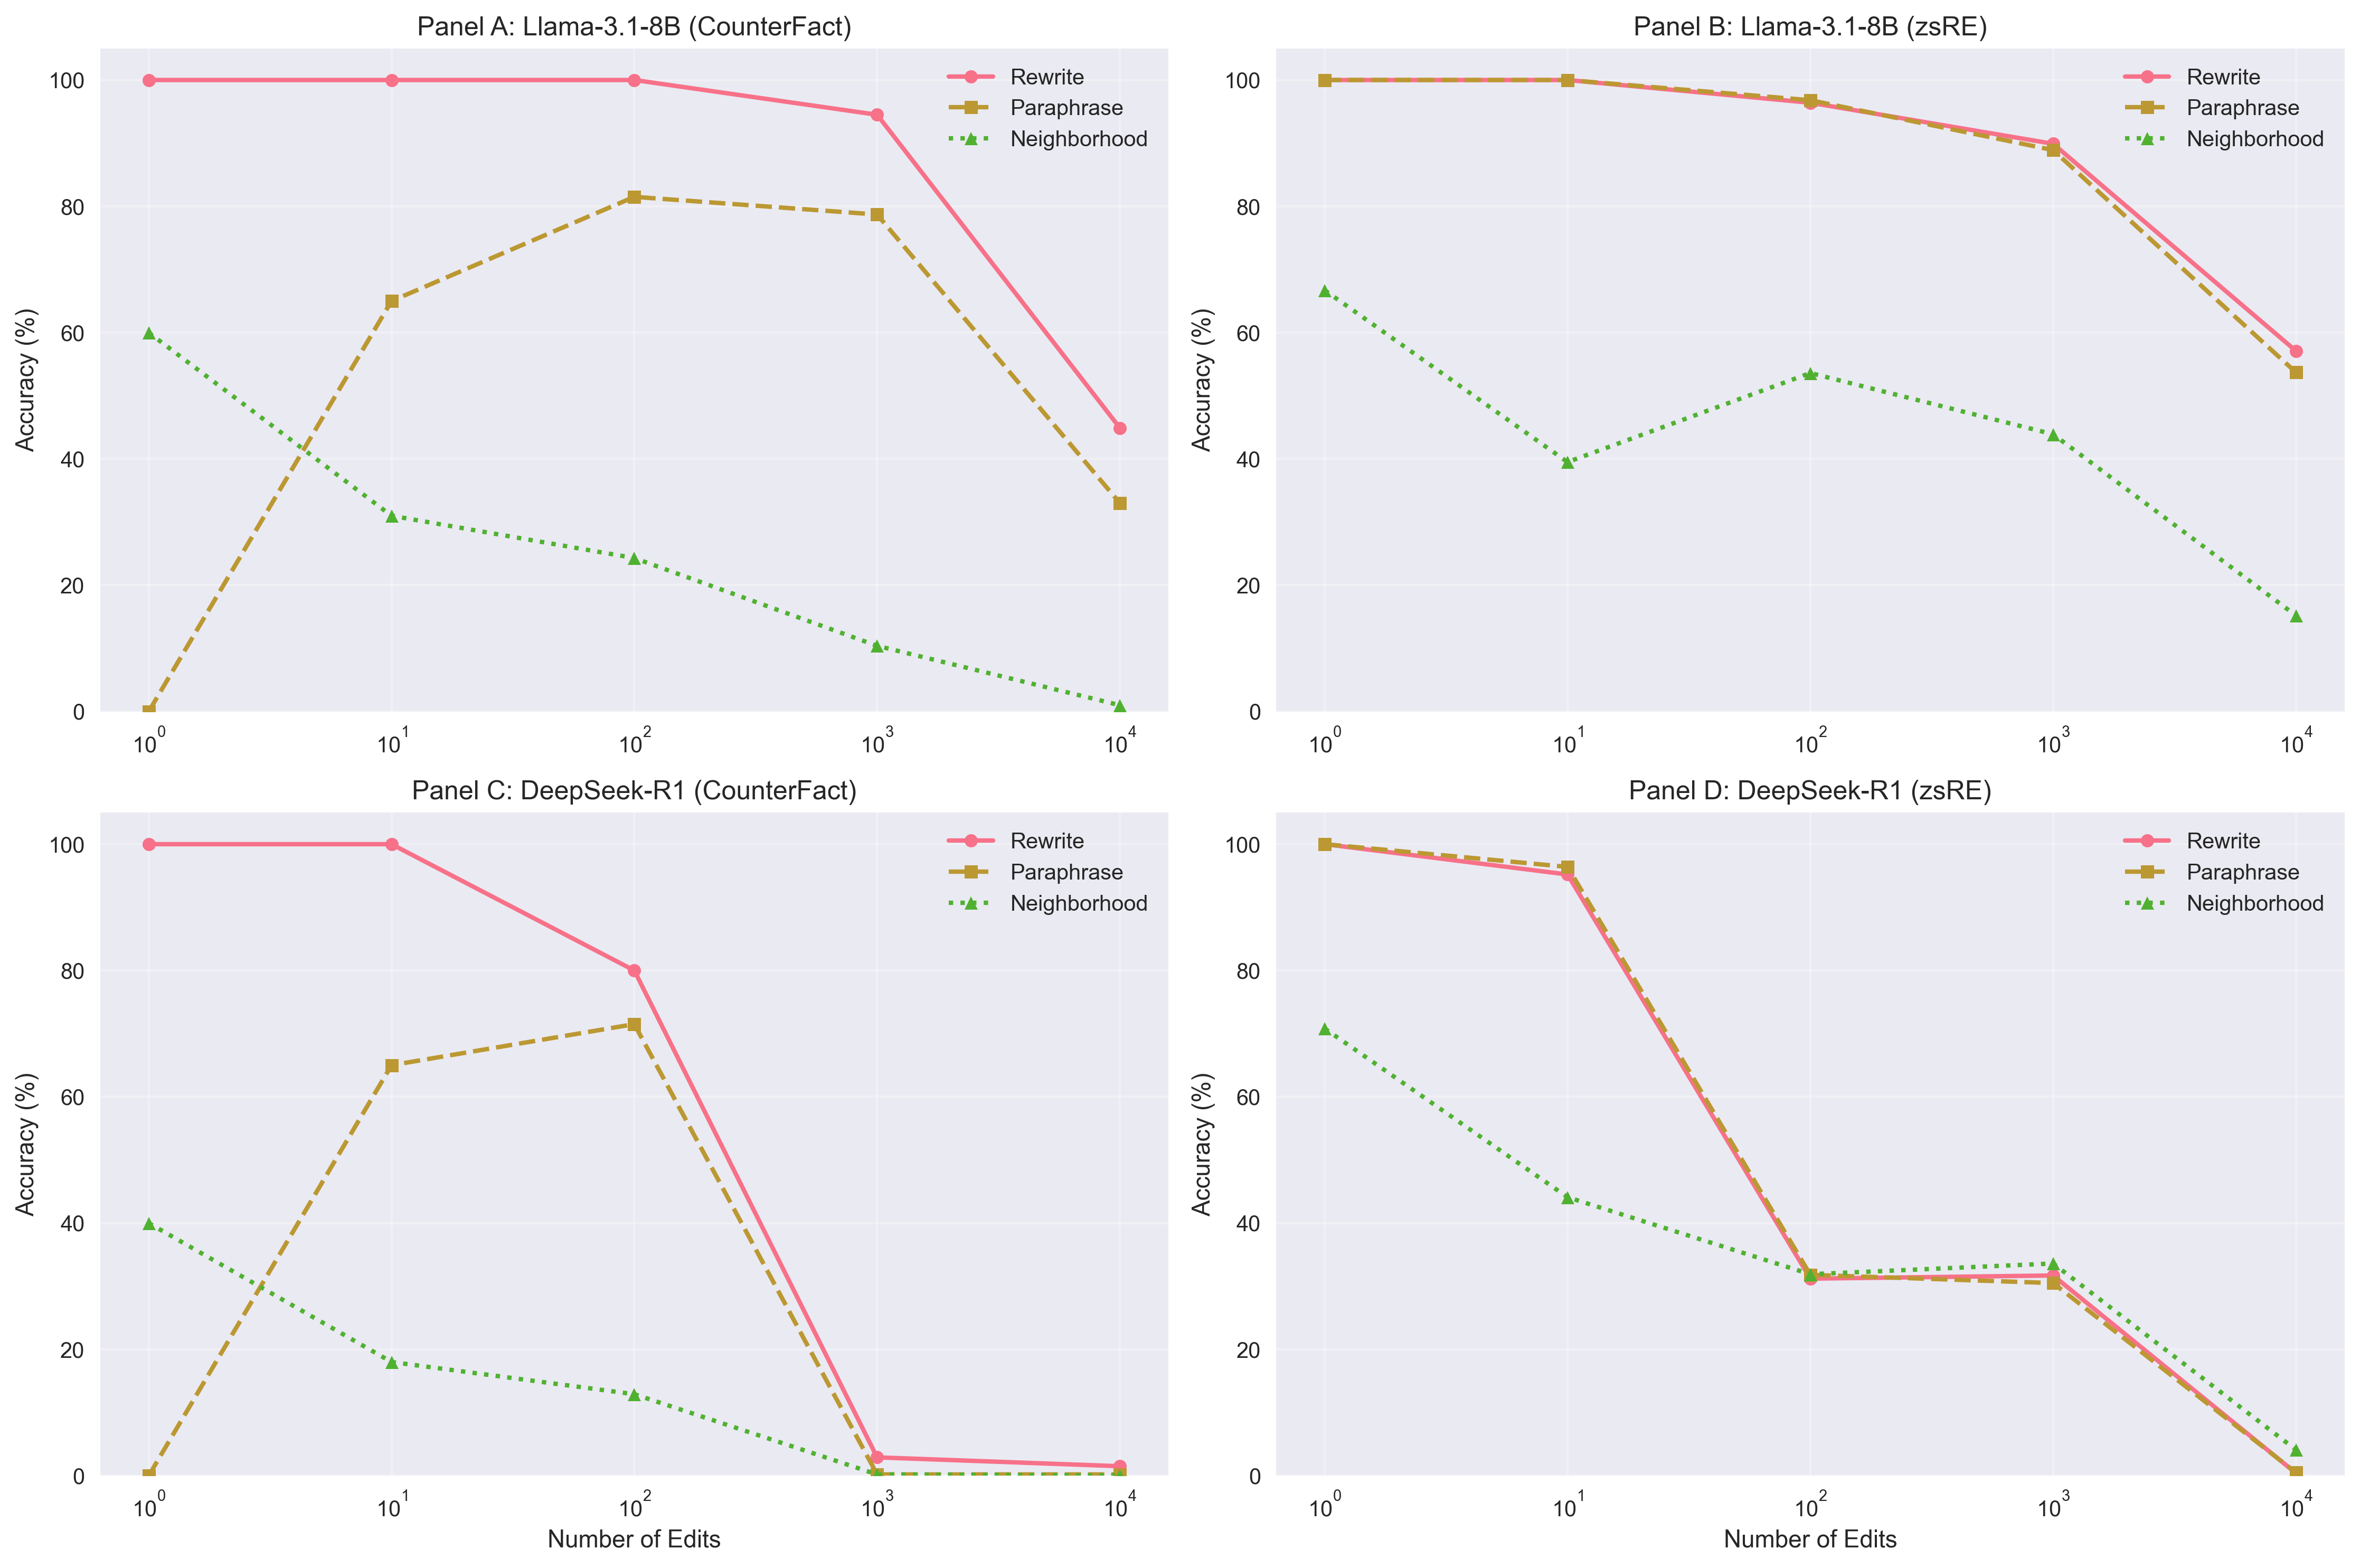 Panel A: Llama-3.1-8B (CounterFact)
Accuracy (%)
100
80
60
40
20
0
10^0
10^1
10^2
10^3
10^4
Rewrite
Paraphrase
Neighborhood
Panel B: Llama-3.1-8B (zsRE)
Accuracy (%)
100
80
60
40
20
0
10^0
10^1
10^2
10^3
10^4
Rewrite
Paraphrase
Neighborhood
Panel C: DeepSeek-R1 (CounterFact)
Accuracy (%)
100
80
60
40
20
0
10^0
10^1
10^2
10^3
10^4
Number of Edits
Rewrite
Paraphrase
Neighborhood
Panel D: DeepSeek-R1 (zsRE)
Accuracy (%)
100
80
60
40
20
0
10^0
10^1
10^2
10^3
10^4
Number of Edits
Rewrite
Paraphrase
Neighborhood